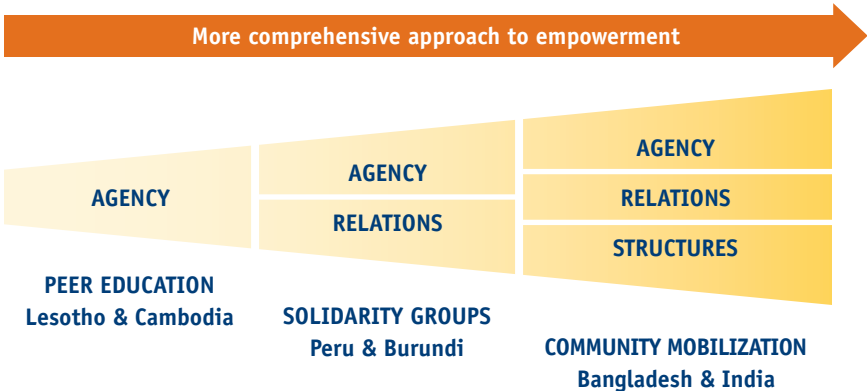 More comprehensive approach to empowerment
AGENCY
PEER EDUCATION
Lesotho & Cambodia
AGENCY
RELATIONS
SOLIDARITY GROUPS
Peru & Burundi
AGENCY
RELATIONS
STRUCTURES
COMMUNITY MOBILIZATION
Bangladesh & India